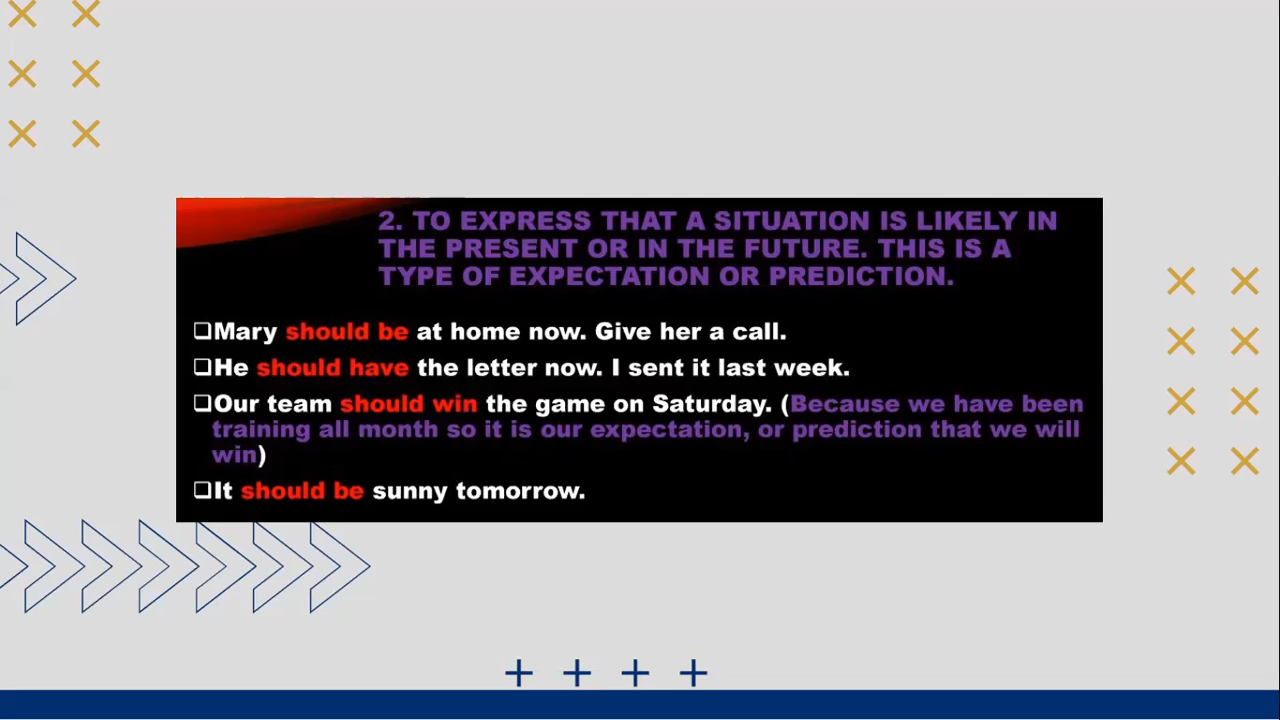 2. TO EXPRESS THAT A SITUATION IS LIKELY IN
THE PRESENT OR IN THE FUTURE. THIS IS A
TYPE OF EXPECTATION OR PREDICTION.
❑Mary should be at home now. Give her a call.
❑He should have the letter now. I sent it last week.
❑Our team should win the game on Saturday. (Because we have been
training all month so it is our expectation, or prediction that we will
win)
❑It should be sunny tomorrow.